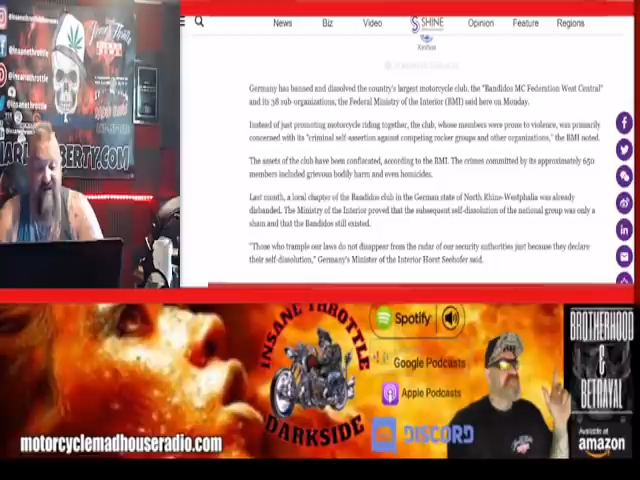 News
Biz
Video
SHINE
Opinion
Feature
Regions
Xinhua
@insanethrottle
@insanethrottle
@insanethrottle
LIBERTY.COM
Germany has banned and dissolved the country's largest motorcycle club, the "Bandidos MC Federation West Central"
and its 38 sub-organizations, the Federal Ministry of the Interior (BMI) said here on Monday.
Instead of just promoting motorcycle riding together, the club, whose members were prone to violence, was primarily
concerned with its "criminal self-assertion against competing rocker groups and other organizations," the BMI noted.
The assets of the club have been confiscated, according to the BMI. The crimes committed by its approximately 650
members included grievous bodily harm and even homicides.
Last month, a local chapter of the Bandidos club in the German state of North Rhine-Westphalia was already
disbanded. The Ministry of the Interior proved that the subsequent self-dissolution of the national group was only a
sham and that the Bandidos still existed.
"Those who trample our laws do not disappear from the radar of our security authorities just because they declare
their self-dissolution," Germany's Minister of the Interior Horst Seehofer said.
INSANE THROTTLE
DARKSIDE
Spotify
Google Podcasts
Apple Podcasts
DISCORD
BROTHERHOOD
&
BETRAYAL
Available at
amazon
motorcyclemadhouseradio.com